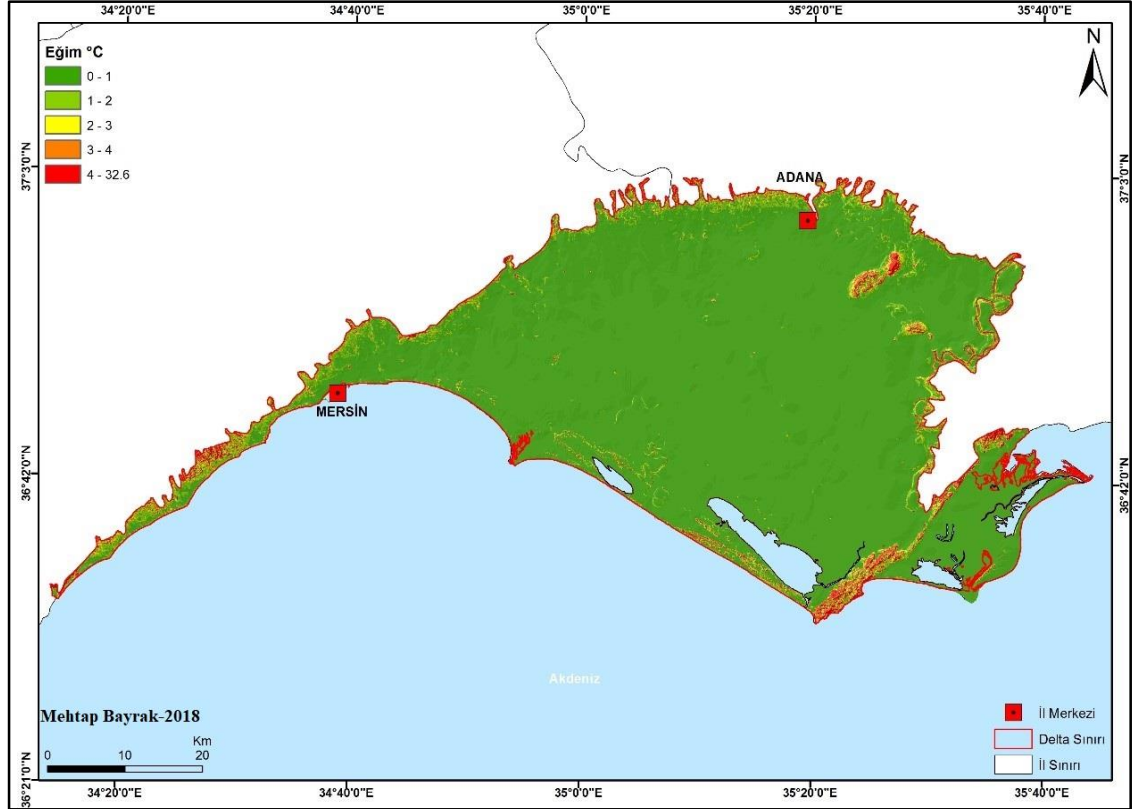 34°20'0"E 34°40'0"E 35°0'0"E 35°20'0"E 35°40'0"E
N
Eğim °C
0 - 1
1 - 2
2 - 3
3 - 4
4 - 32.6
37°3'0"N 37°3'0"N
ADANA
MERSİN
36°42'0"N 36°42'0"N
Akdeniz
Mehtap Bayrak-2018
Km
0 10 20
İl Merkezi
Delta Sınırı
İl Sınırı
36°21'0"N 36°21'0"N
34°20'0"E 34°40'0"E 35°0'0"E 35°20'0"E 35°40'0"E